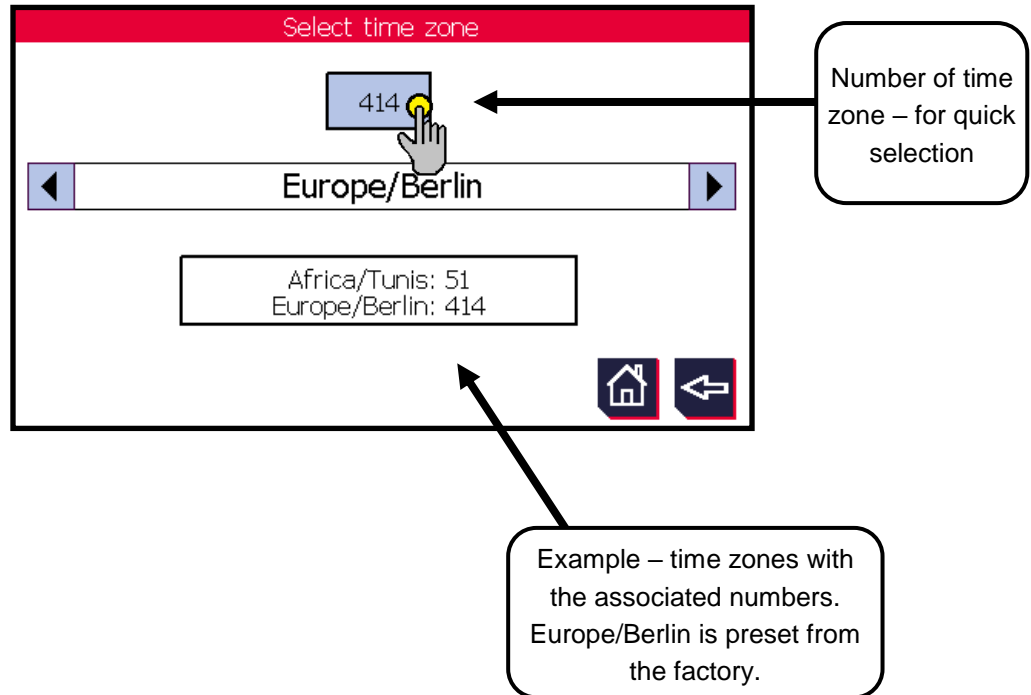 Select time zone
414
Number of time
zone – for quick
selection
Europe/Berlin
Africa/Tunis: 51
Europe/Berlin: 414
Example – time zones with
the associated numbers.
Europe/Berlin is preset from
the factory.